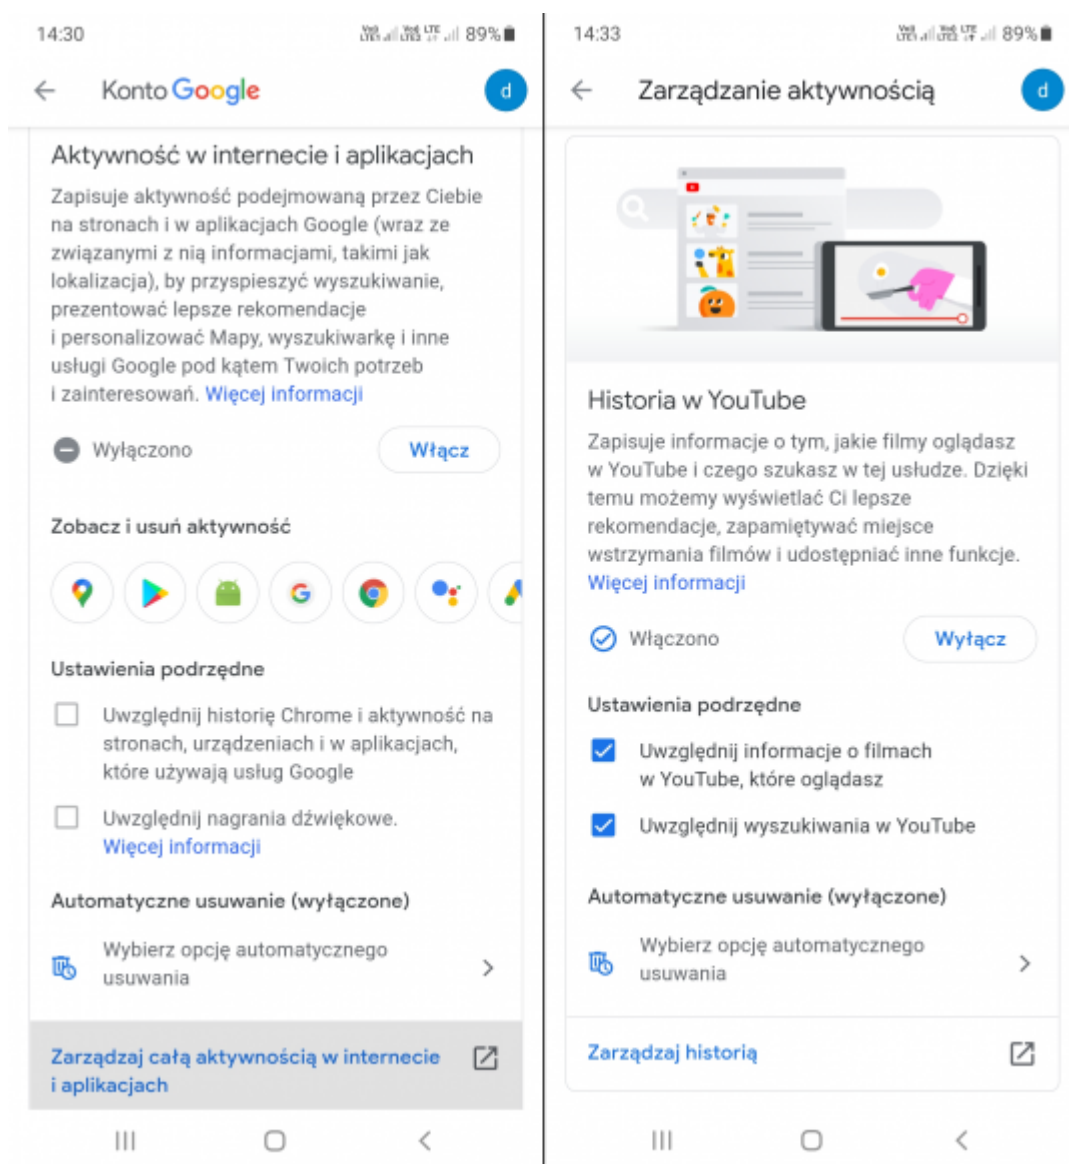 14:30
89%
Konto Google
d
Aktywność w internecie i aplikacjach
Zapisuje aktywność podejmowaną przez Ciebie
na stronach i w aplikacjach Google (wraz ze
związanymi z nią informacjami, takimi jak
lokalizacja), by przyspieszyć wyszukiwanie,
prezentować lepsze rekomendacje
i personalizować Mapy, wyszukiwarkę i inne
usługi Google pod kątem Twoich potrzeb
i zainteresowań. Więcej informacji
Wyłączono
Włącz
Zobacz i usuń aktywność
Ustawienia podrzędne
Uwzględnij historię Chrome i aktywność na
stronach, urządzeniach i w aplikacjach,
które używają usług Google
Uwzględnij nagrania dźwiękowe.
Więcej informacji
Automatyczne usuwanie (wyłączone)
Wybierz opcję automatycznego
usuwania
Zarządzaj całą aktywnością w internecie
i aplikacjach
14:33
89%
Zarządzanie aktywnością
d
Historia w YouTube
Zapisuje informacje o tym, jakie filmy oglądasz
w YouTube i czego szukasz w tej usłudze. Dzięki
temu możemy wyświetlać Ci lepsze
rekomendacje, zapamiętywać miejsce
wstrzymania filmów i udostępniać inne funkcje.
Więcej informacji
Włączono
Wyłącz
Ustawienia podrzędne
Uwzględnij informacje o filmach
w YouTube, które oglądasz
Uwzględnij wyszukiwania w YouTube
Automatyczne usuwanie (wyłączone)
Wybierz opcję automatycznego
usuwania
Zarządzaj historią